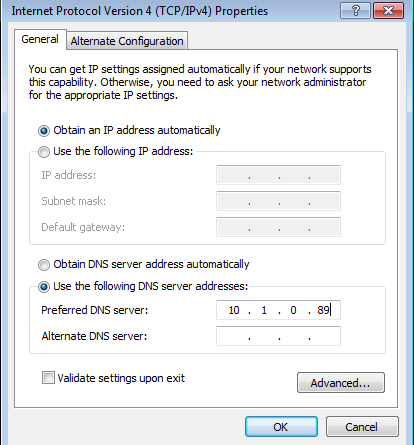 Internet Protocol Version 4 (TCP/IPv4) Properties
General
Alternate Configuration
You can get IP settings assigned automatically if your network supports
this capability. Otherwise, you need to ask your network administrator
for the appropriate IP settings.
Obtain an IP address automatically
Use the following IP address:
IP address: . . .
Subnet mask: . . .
Default gateway: . . .
Obtain DNS server address automatically
Use the following DNS server addresses:
Preferred DNS server: 10 . 1 . 0 . 89
Alternate DNS server: . . .
Validate settings upon exit
Advanced...
OK Cancel